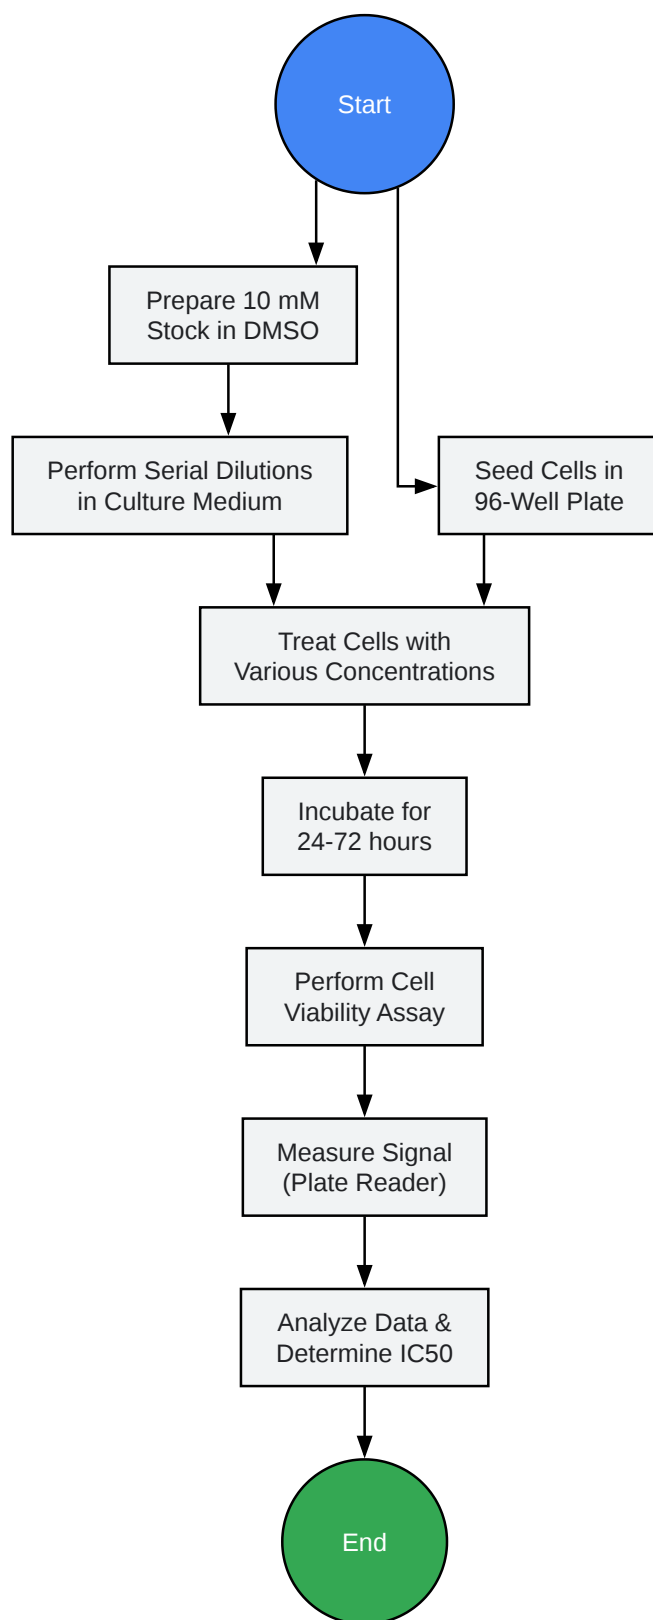 Start
Prepare 10 mM
Stock in DMSO
Perform Serial Dilutions
in Culture Medium
Seed Cells in
96-Well Plate
Treat Cells with
Various Concentrations
Incubate for
24-72 hours
Perform Cell
Viability Assay
Measure Signal
(Plate Reader)
Analyze Data &
Determine IC50
End